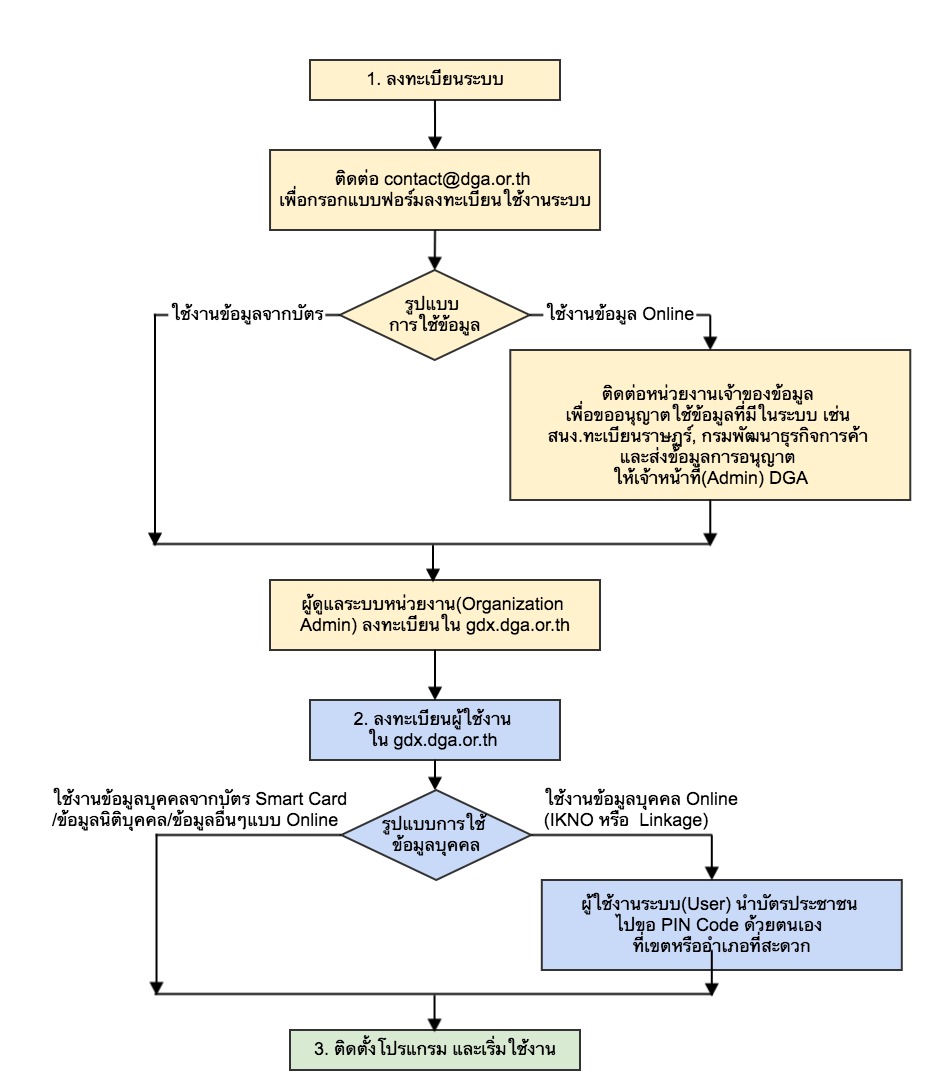 1. ลงทะเบียนระบบ
ติดต่อ contact@dga.or.th
เพื่อกรอกแบบฟอร์มลงทะเบียนใช้งานระบบ
รูปแบบ
การใช้ข้อมูล
ใช้งานข้อมูลจากบัตร
ใช้งานข้อมูล Online
ติดต่อหน่วยงานเจ้าของข้อมูล
เพื่อขออนุญาตใช้ข้อมูลที่มีในระบบ เช่น
สนง.ทะเบียนราษฎร์, กรมพัฒนาธุรกิจการค้า
และส่งข้อมูลการอนุญาต
ให้เจ้าหน้าที่(Admin) DGA
ผู้ดูแลระบบหน่วยงาน(Organization
Admin) ลงทะเบียนใน gdx.dga.or.th
2. ลงทะเบียนผู้ใช้งาน
ใน gdx.dga.or.th
ใช้งานข้อมูลบุคคลจากบัตร Smart Card
/ข้อมูลนิติบุคคล/ข้อมูลอื่นๆแบบ Online
รูปแบบการใช้
ข้อมูลบุคคล
ใช้งานข้อมูลบุคคล Online
(IKNO หรือ Linkage)
ผู้ใช้งานระบบ(User) นำบัตรประชาชน
ไปขอ PIN Code ด้วยตนเอง
ที่เขตหรืออำเภอที่สะดวก
3. ติดตั้งโปรแกรม และเริ่มใช้งาน